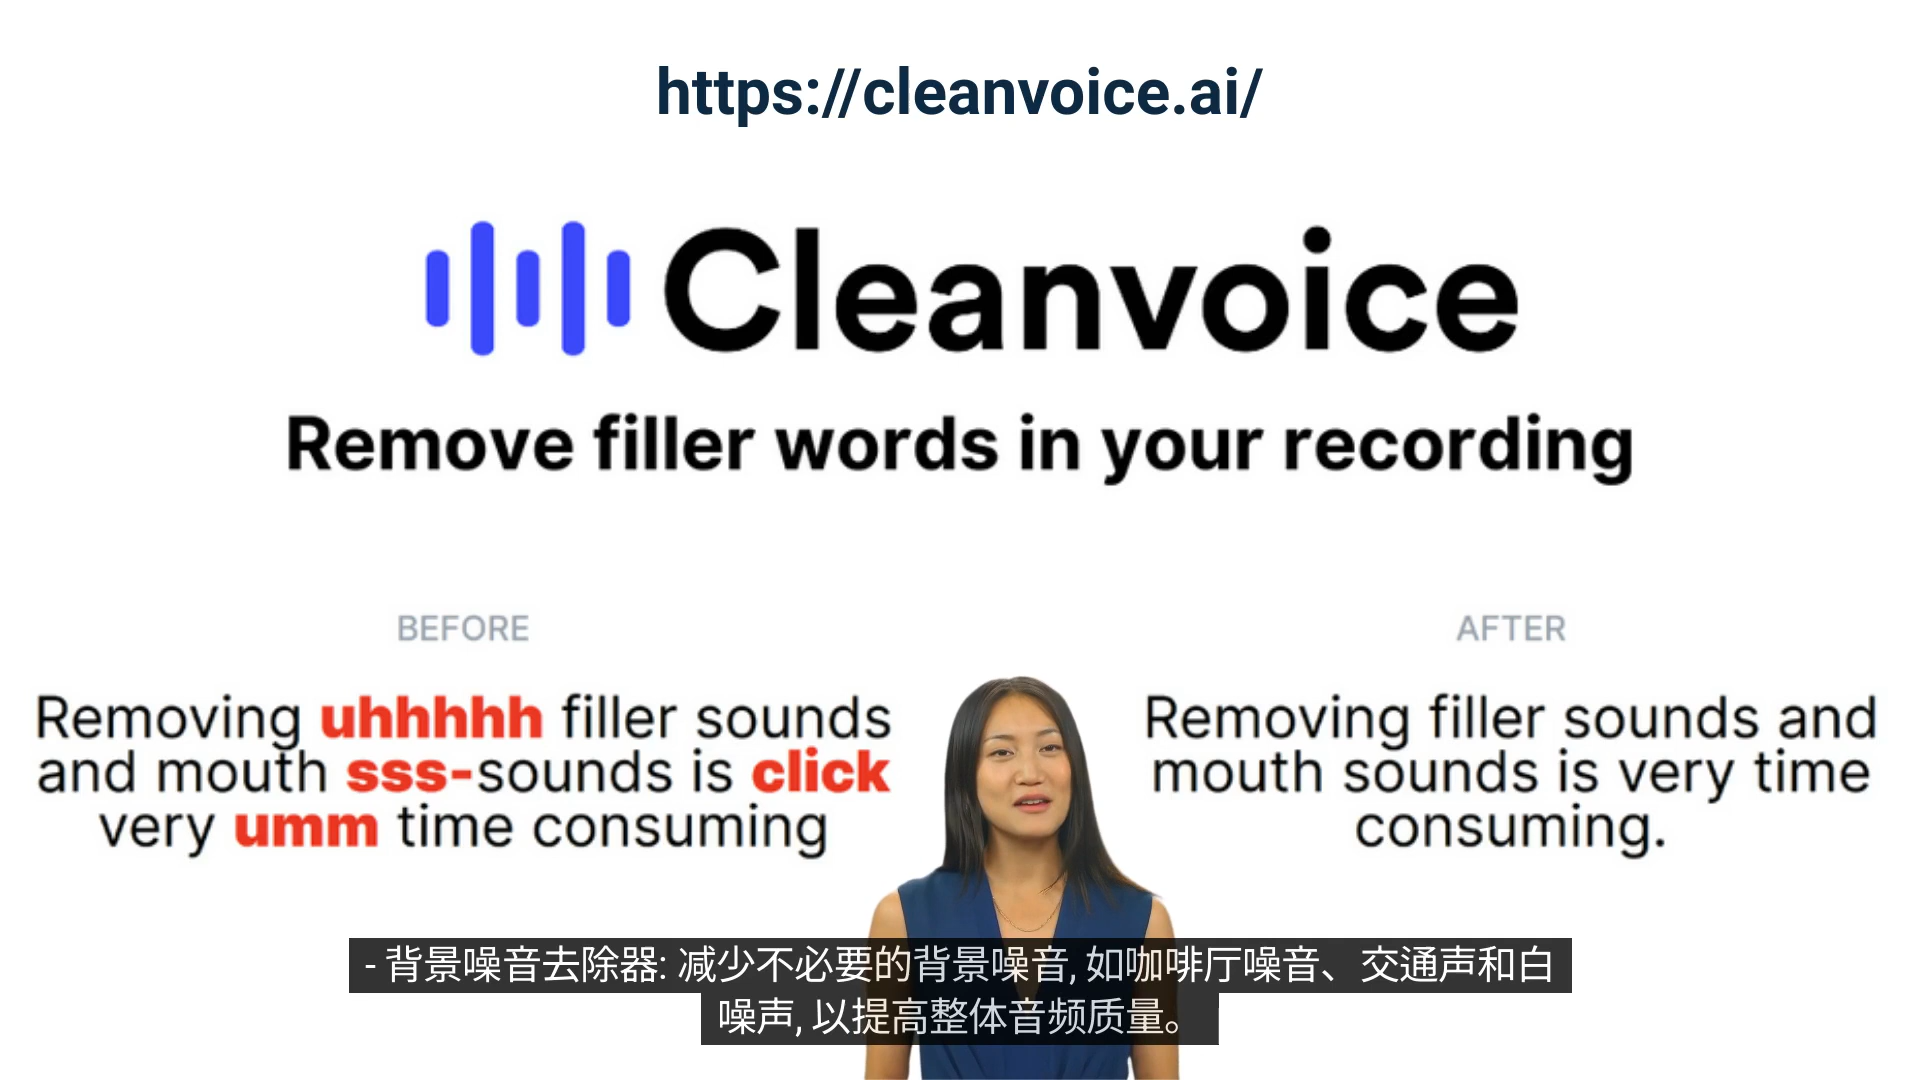 https://cleanvoice.ai/
Cleanvoice
Remove filler words in your recording
BEFORE
Removing uhhhhh filler sounds
and mouth sss-sounds is click
very umm time consuming
AFTER
Removing filler sounds and
mouth sounds is very time
consuming.
- 背景噪音去除器: 减少不必要的背景噪音, 如咖啡厅噪音、交通声和白
噪声, 以提高整体音频质量。